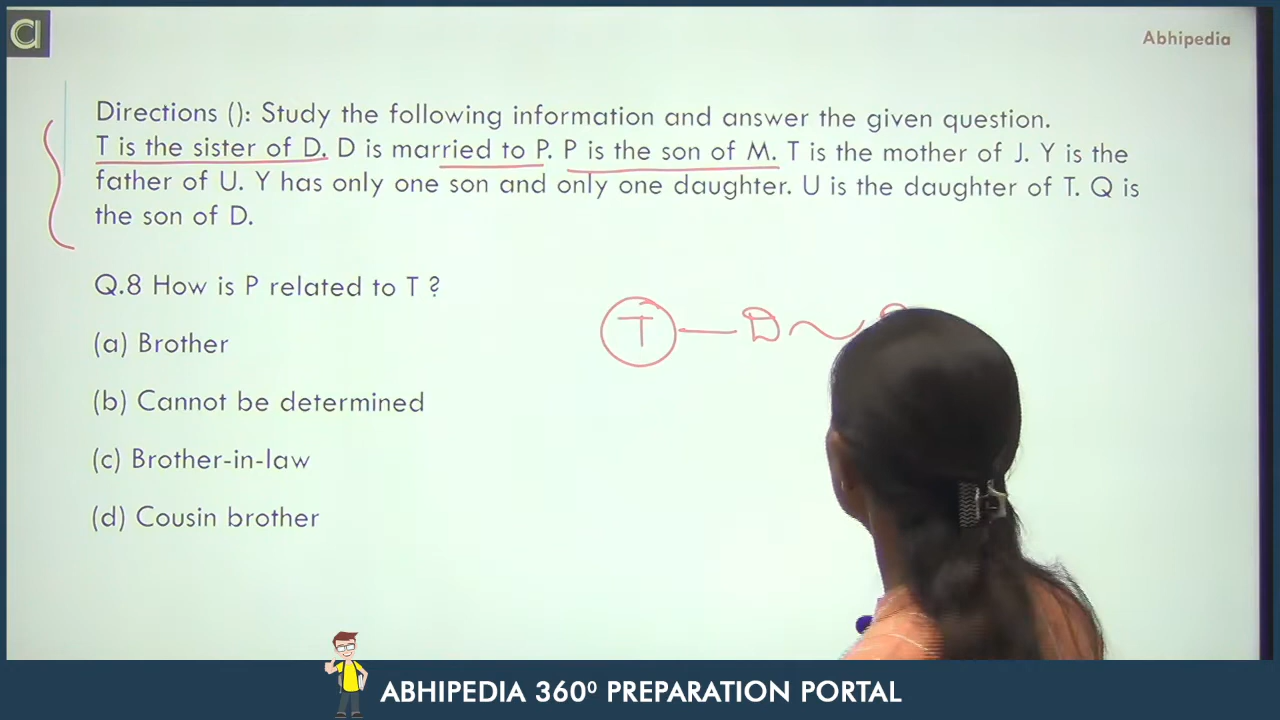 Abhipedia
Directions (): Study the following information and answer the given question.
T is the sister of D. D is married to P. P is the son of M. T is the mother of J. Y is the
father of U. Y has only one son and only one daughter. U is the daughter of T. Q is
the son of D.
Q.8 How is P related to T ?
(a) Brother
(b) Cannot be determined
(c) Brother-in-law
(d) Cousin brother
T D
ABHIPEDIA 360⁰ PREPARATION PORTAL